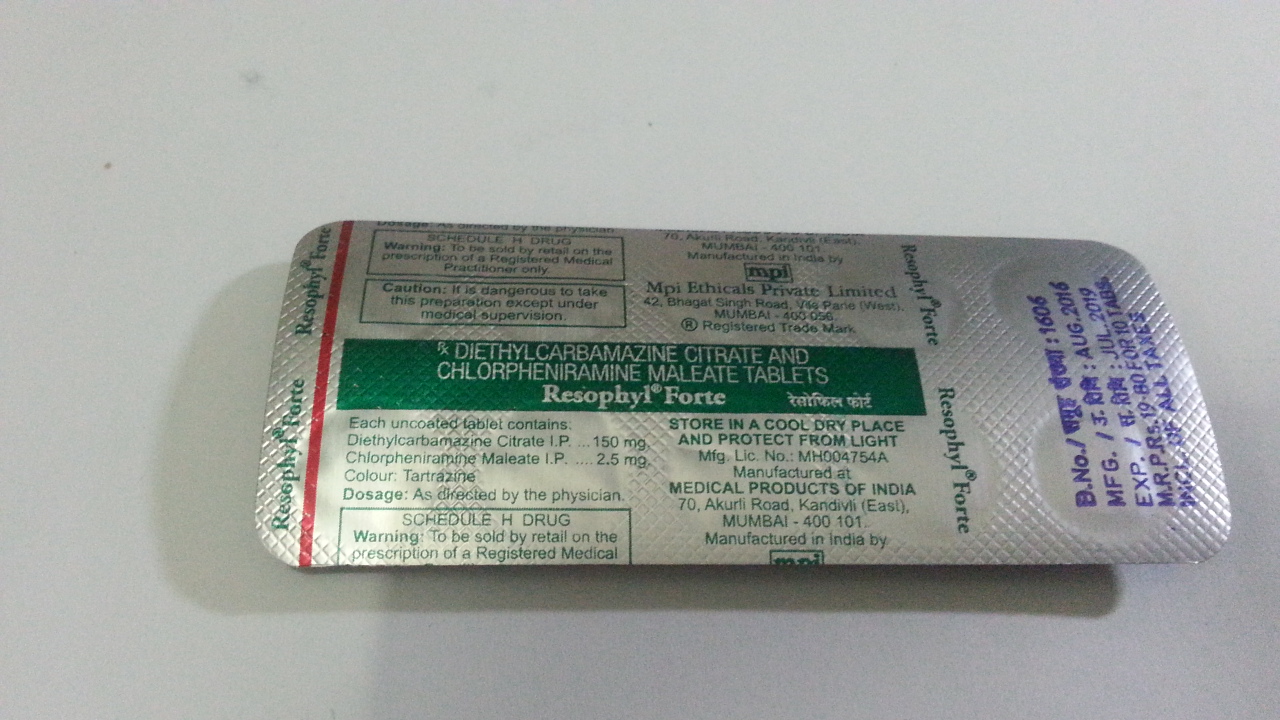 Dosage: As directed by the physician.
SCHEDULE H DRUG
Warning: To be sold by retail on the
prescription of a Registered Medical
Practitioner only.
Caution: It is dangerous to take
this preparation except under
medical supervision.
70, Akurli Road, Kandivli (East),
MUMBAI - 400 101.
Manufactured in India by
mpi
Mpi Ethicals Private Limited
42, Bhagat Singh Road, Vile Parle (West),
MUMBAI - 400 056.
® Registered Trade Mark
Rx DIETHYLCARBAMAZINE CITRATE AND
CHLORPHENIRAMINE MALEATE TABLETS
Resophyl® Forte रेसोफिल फोर्ट
Each uncoated tablet contains:
Diethylcarbamazine Citrate I.P. ... 150 mg.
Chlorpheniramine Maleate I.P. .... 2.5 mg.
Colour: Tartrazine
Dosage: As directed by the physician.
SCHEDULE H DRUG
Warning: To be sold by retail on the
prescription of a Registered Medical
STORE IN A COOL DRY PLACE
AND PROTECT FROM LIGHT
Mfg. Lic. No.: MH004754A
Manufactured at
MEDICAL PRODUCTS OF INDIA
70, Akurli Road, Kandivli (East),
MUMBAI - 400 101.
Manufactured in India by
mpi
Resophyl® Forte
Resophyl® Forte
Resophyl® Forte
Resophyl® Forte
B.No./ समूह संख्या : 1606
MFG. / उ.तिथि : AUG.2016
EXP. / स.तिथि : JUL.2019
M.R.P.Rs.19-80 FOR 10 TABS.
INCL. OF ALL TAXES